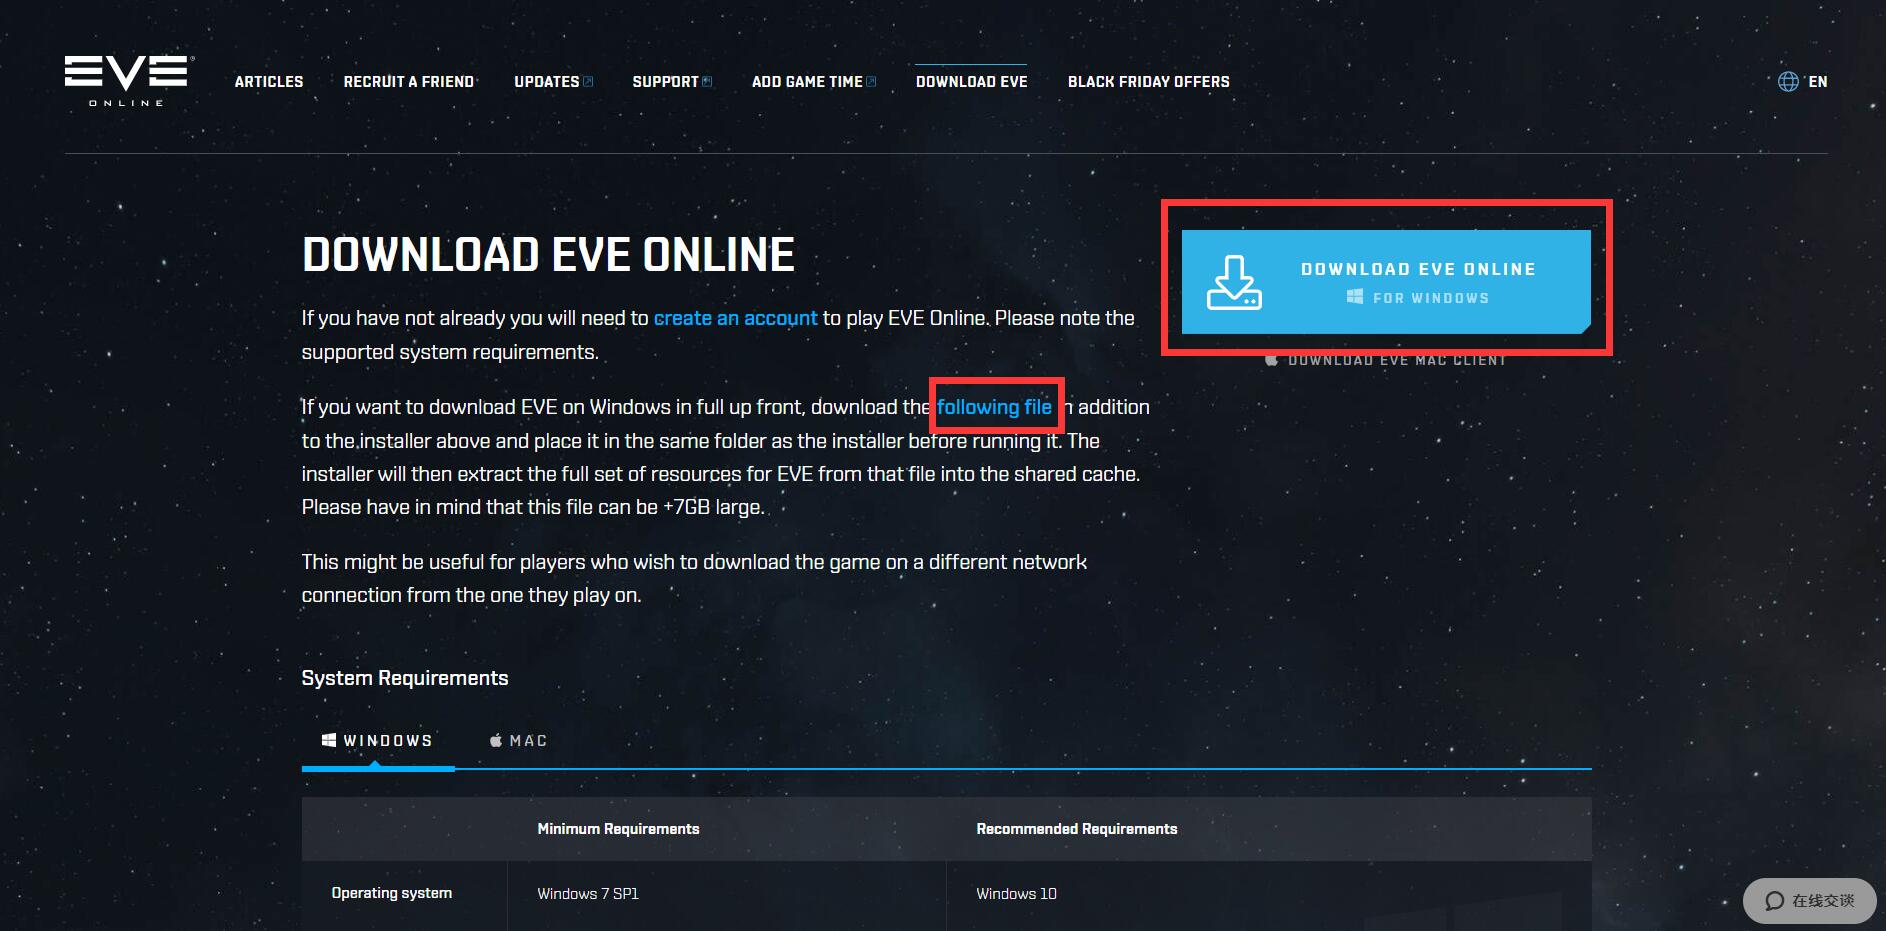 EVE
ONLINE
ARTICLES
RECRUIT A FRIEND
UPDATES
SUPPORT
ADD GAME TIME
DOWNLOAD EVE
BLACK FRIDAY OFFERS
EN
DOWNLOAD EVE ONLINE
If you have not already you will need to create an account to play EVE Online. Please note the
supported system requirements.
If you want to download EVE on Windows in full up front, download the following file in addition
to the installer above and place it in the same folder as the installer before running it. The
installer will then extract the full set of resources for EVE from that file into the shared cache.
Please have in mind that this file can be +7GB large.
This might be useful for players who wish to download the game on a different network
connection from the one they play on.
DOWNLOAD EVE ONLINE
FOR WINDOWS
DOWNLOAD EVE MAC CLIENT
System Requirements
WINDOWS
MAC
Minimum Requirements
Recommended Requirements
Operating system
Windows 7 SP1
Windows 10
在线交谈